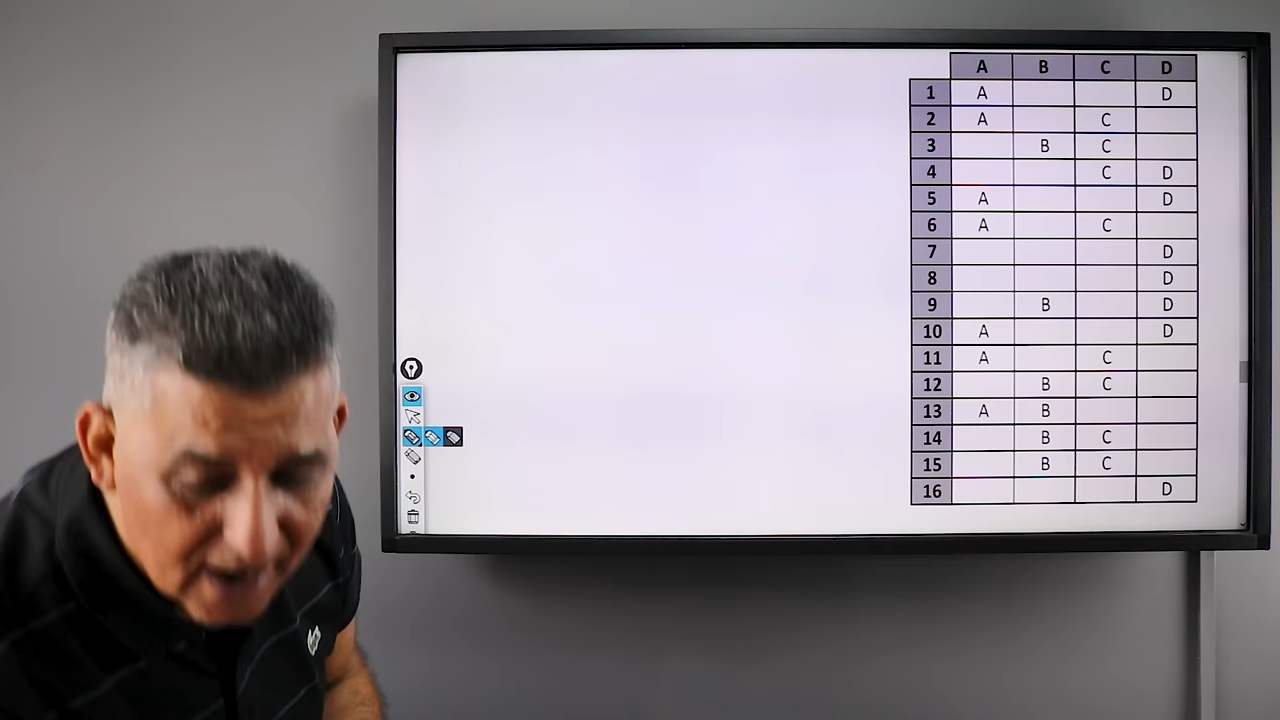 A B C D
1 A D
2 A C
3 B C
4 C D
5 A D
6 A C
7 D
8 D
9 B D
10 A D
11 A C
12 B C
13 A B
14 B C
15 B C
16 D